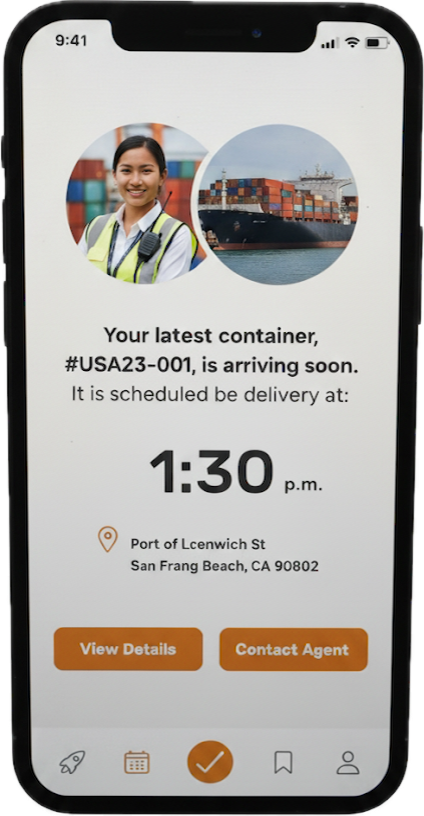 9:41
Your latest container,
#USA23-001, is arriving soon.
It is scheduled be delivery at:
1:30 p.m.
Port of Lcenwich St
San Frang Beach, CA 90802
View Details
Contact Agent